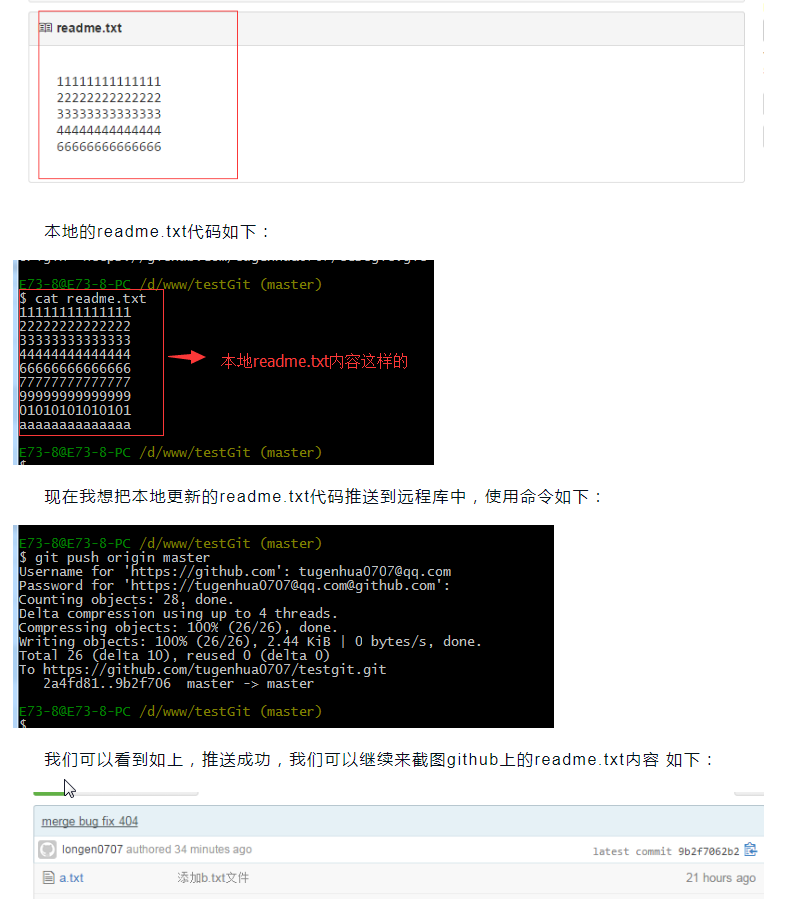 readme.txt
11111111111111
22222222222222
33333333333333
44444444444444
66666666666666
本地的readme.txt代码如下：
E73-8@E73-8-PC /d/www/testGit (master)
$ cat readme.txt
11111111111111
22222222222222
33333333333333
44444444444444
66666666666666
77777777777777
99999999999999
01010101010101
aaaaaaaaaaaaaa
本地readme.txt内容这样的
E73-8@E73-8-PC /d/www/testGit (master)
$
现在我想把本地更新的readme.txt代码推送到远程库中，使用命令如下：
E73-8@E73-8-PC /d/www/testGit (master)
$ git push origin master
Username for 'https://github.com': tugenhua0707@qq.com
Password for 'https://tugenhua0707@qq.com@github.com':
Counting objects: 28, done.
Delta compression using up to 4 threads.
Compressing objects: 100% (26/26), done.
Writing objects: 100% (26/26), 2.44 KiB | 0 bytes/s, done.
Total 26 (delta 10), reused 0 (delta 0)
To https://github.com/tugenhua0707/testgit.git
2a4fd81..9b2f706 master -> master
E73-8@E73-8-PC /d/www/testGit (master)
$
我们可以看到如上，推送成功，我们可以继续来截图github上的readme.txt内容 如下：
merge bug fix 404
longen0707 authored 34 minutes ago
latest commit 9b2f7062b2
a.txt 添加b.txt文件 21 hours ago